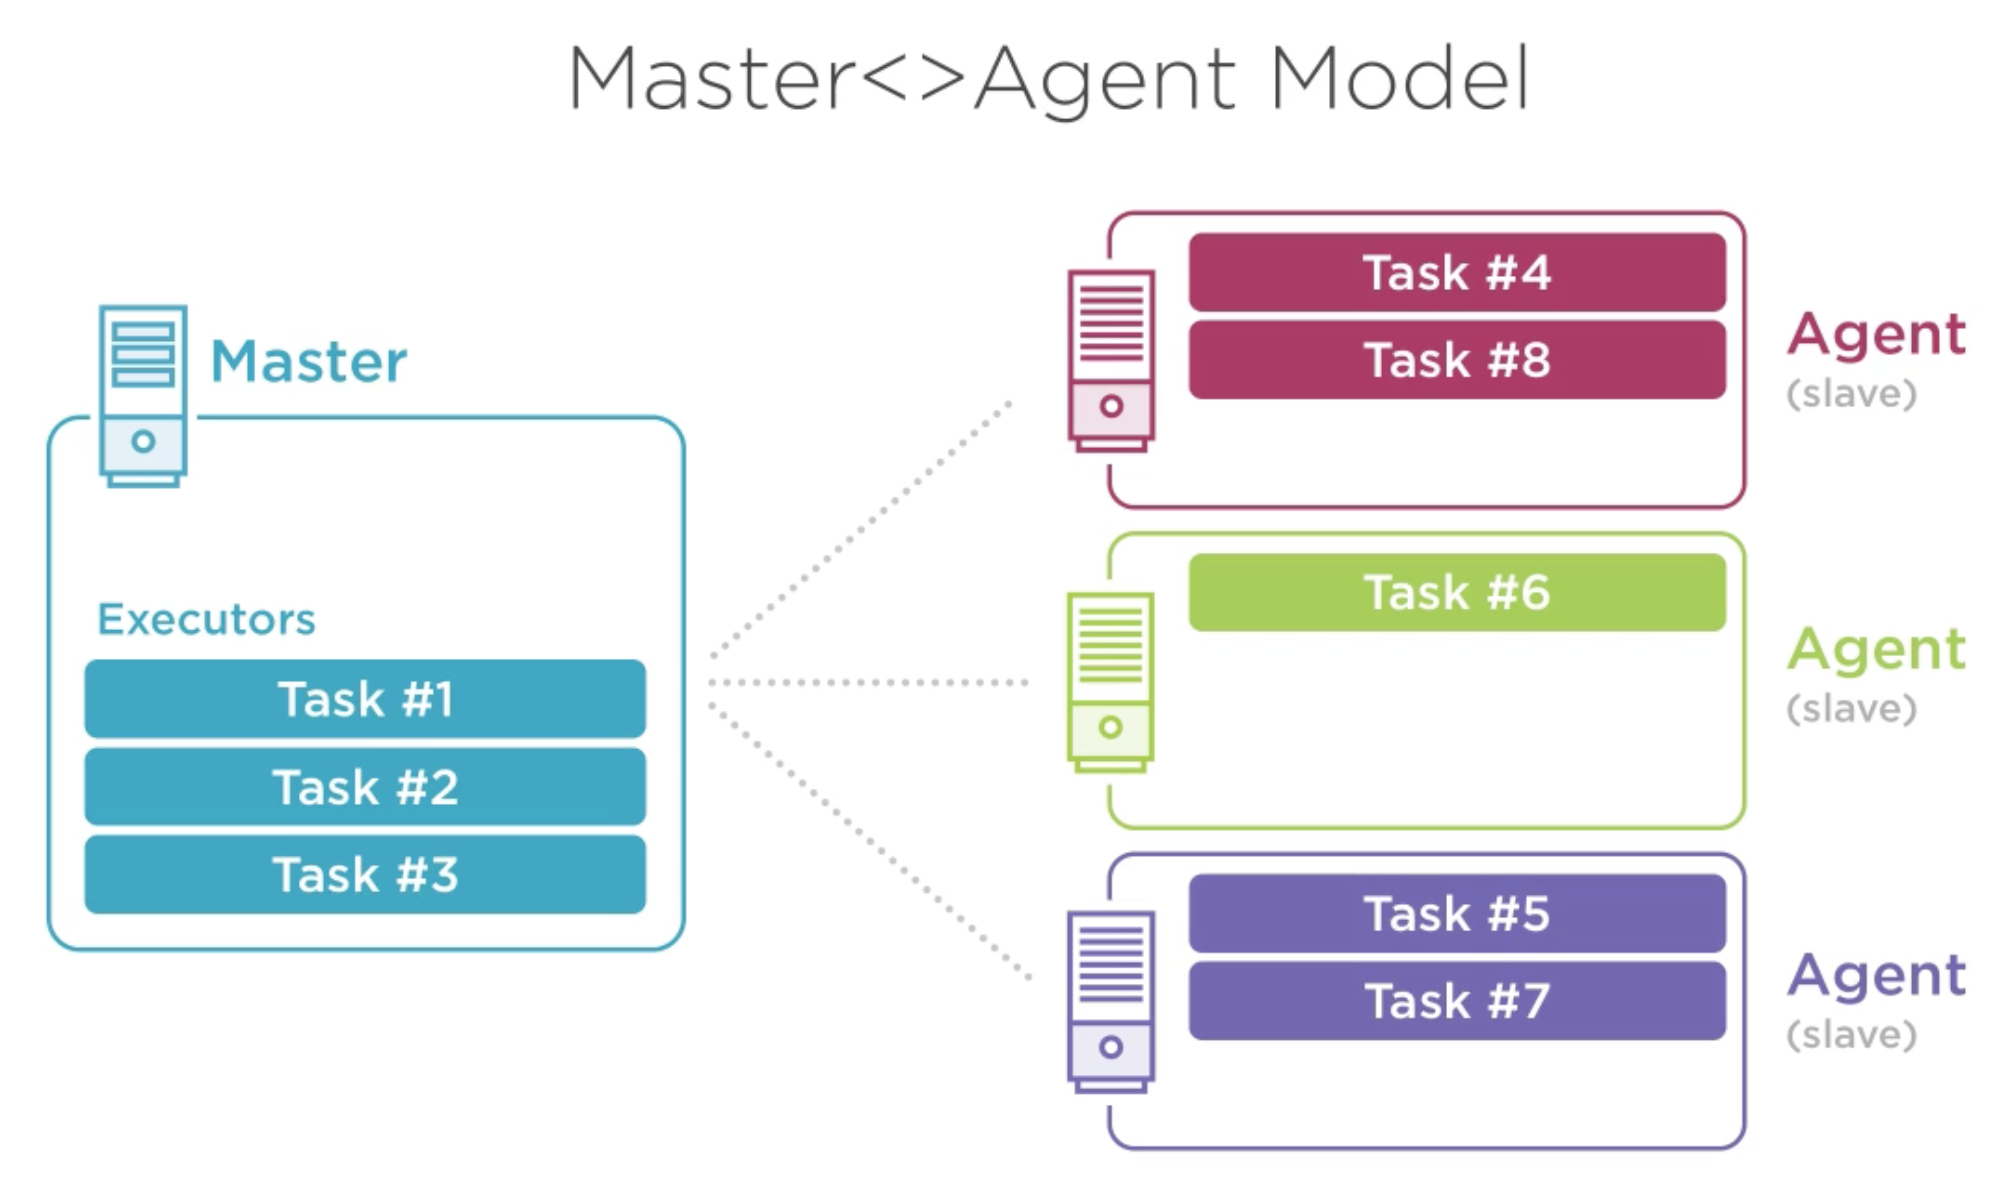 Master<>Agent Model
Master
Executors
Task #1
Task #2
Task #3
Task #4
Task #8
Agent
(slave)
Task #6
Agent
(slave)
Task #5
Task #7
Agent
(slave)